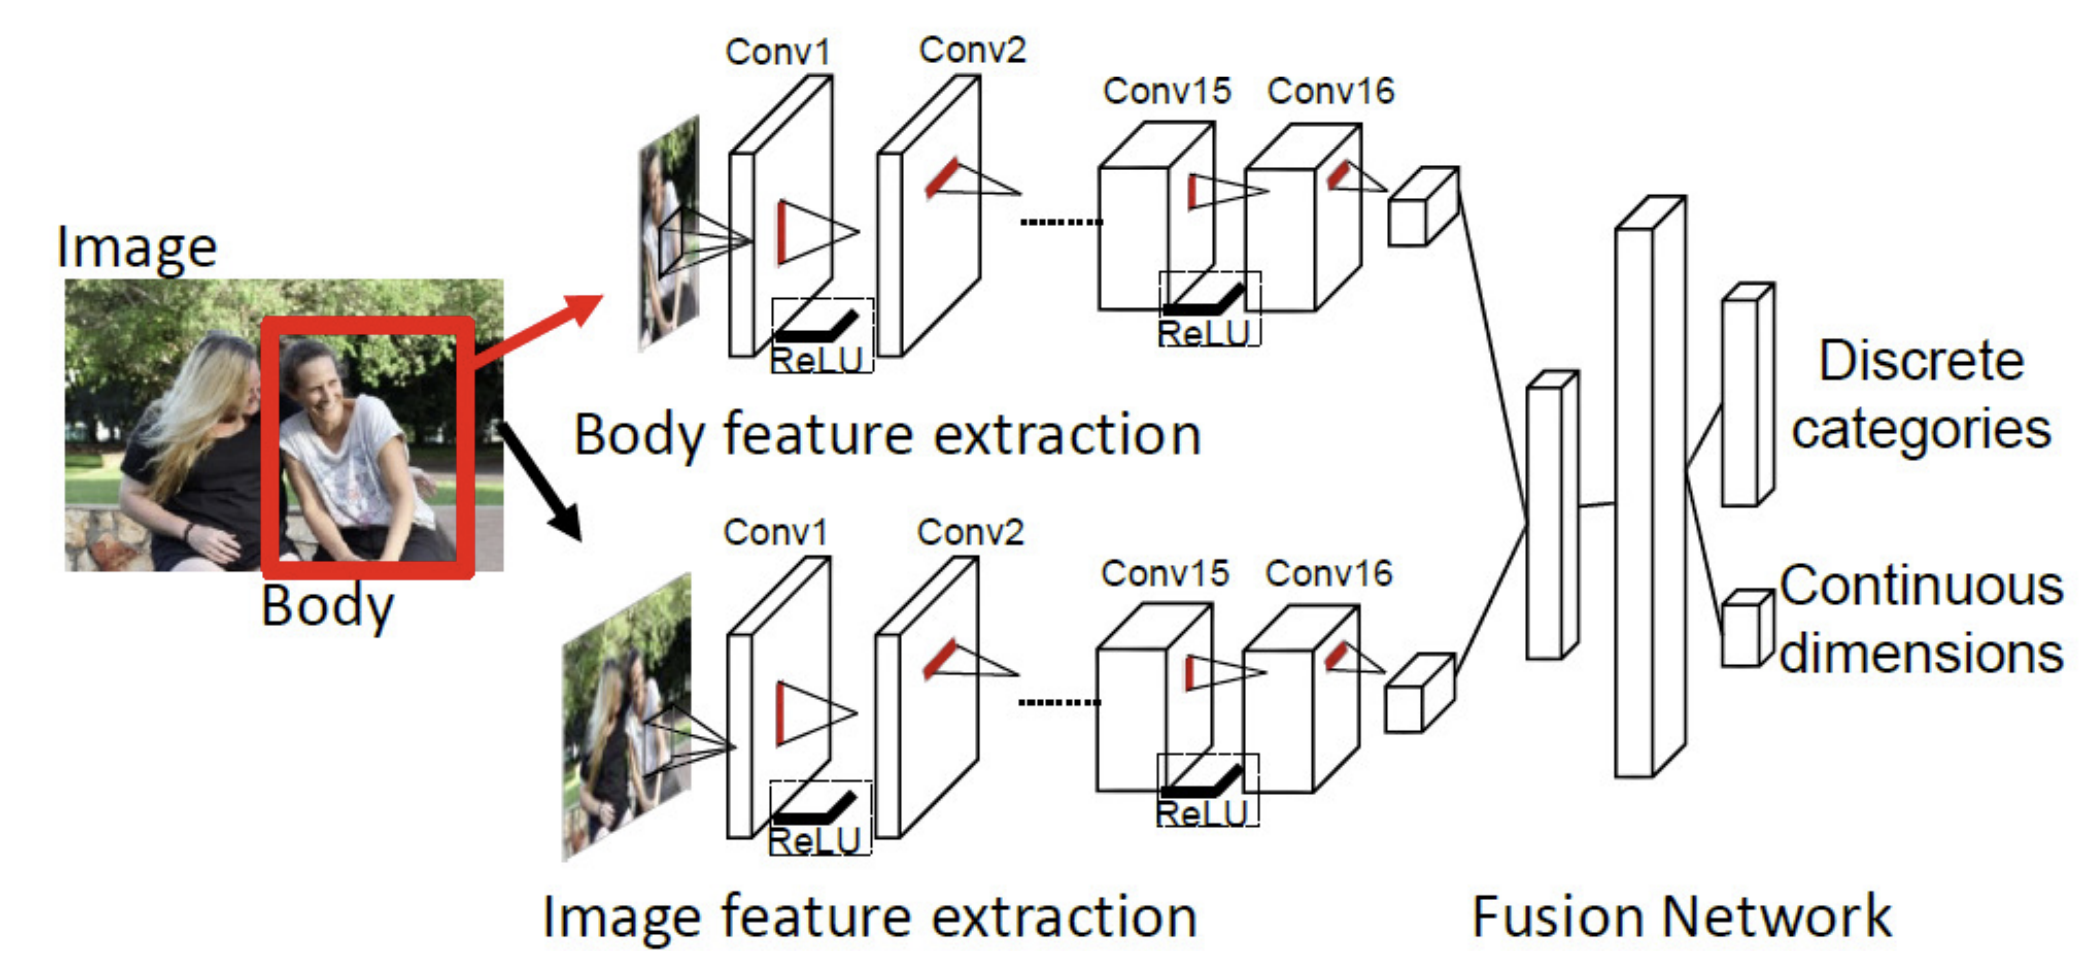 Image
Body
Conv1
Conv2
Conv15
Conv16
ReLU
ReLU
Body feature extraction
Conv1
Conv2
Conv15
Conv16
ReLU
ReLU
Image feature extraction
Discrete
categories
Continuous
dimensions
Fusion Network